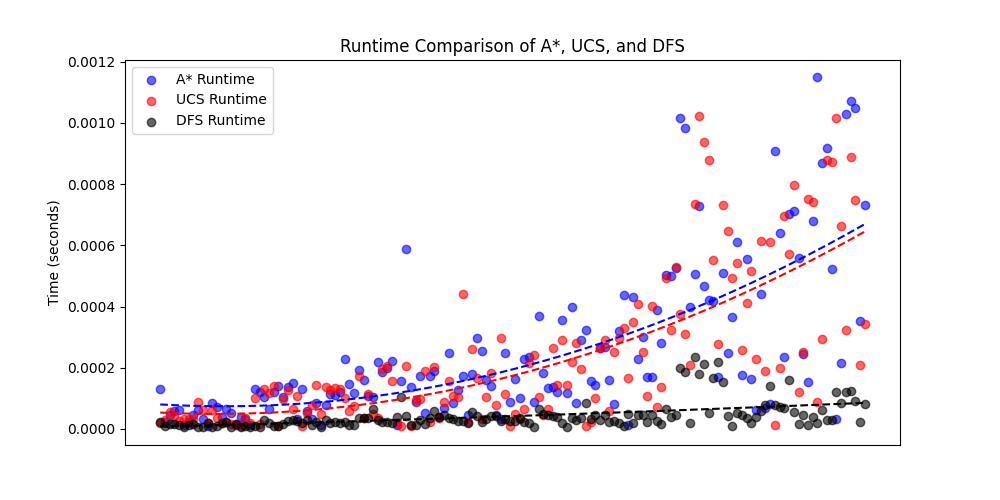 Runtime Comparison of A*, UCS, and DFS
A* Runtime
UCS Runtime
DFS Runtime
Time (seconds)
0.0012
0.0010
0.0008
0.0006
0.0004
0.0002
0.0000